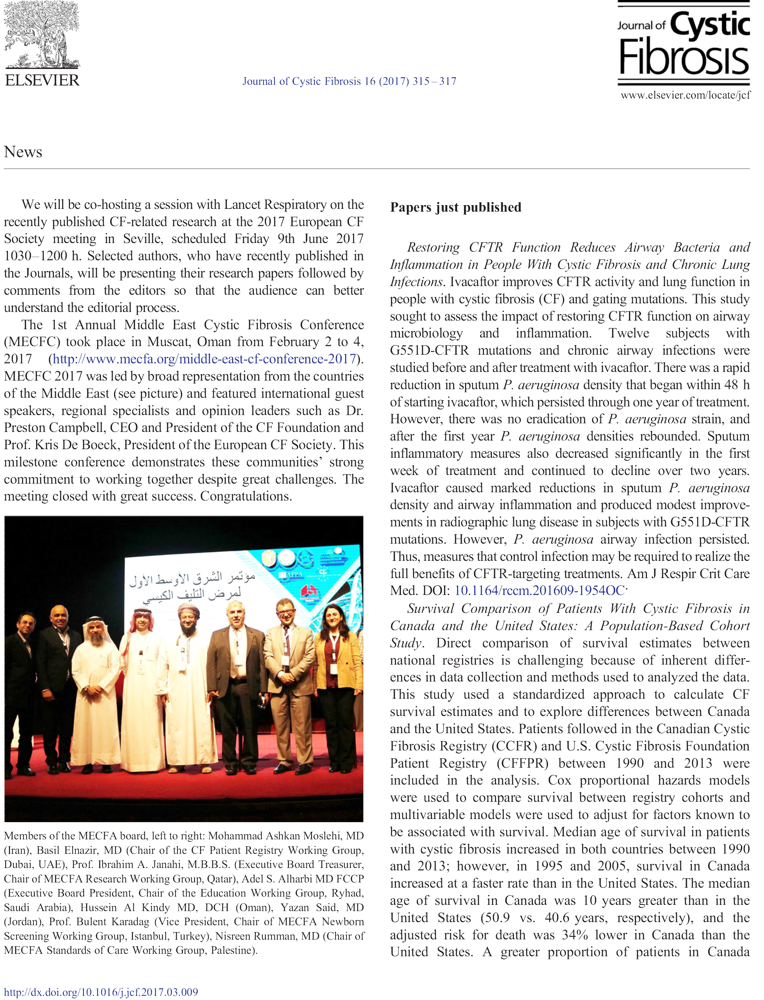 ELSEVIER
Journal of Cystic Fibrosis 16 (2017) 315–317
Journal of Cystic
Fibrosis
www.elsevier.com/locate/jcf
News
We will be co-hosting a session with Lancet Respiratory on the
recently published CF-related research at the 2017 European CF
Society meeting in Seville, scheduled Friday 9th June 2017
1030–1200 h. Selected authors, who have recently published in
the Journals, will be presenting their research papers followed by
comments from the editors so that the audience can better
understand the editorial process.
The 1st Annual Middle East Cystic Fibrosis Conference
(MECFC) took place in Muscat, Oman from February 2 to 4,
2017 (http://www.mecfa.org/middle-east-cf-conference-2017).
MECFC 2017 was led by broad representation from the countries
of the Middle East (see picture) and featured international guest
speakers, regional specialists and opinion leaders such as Dr.
Preston Campbell, CEO and President of the CF Foundation and
Prof. Kris De Boeck, President of the European CF Society. This
milestone conference demonstrates these communities’ strong
commitment to working together despite great challenges. The
meeting closed with great success. Congratulations.
مؤتمر الشرق الأوسط الأول
لمرض التليف الكيسي
APPA
CF
Members of the MECFA board, left to right: Mohammad Ashkan Moslehi, MD
(Iran), Basil Elnazir, MD (Chair of the CF Patient Registry Working Group,
Dubai, UAE), Prof. Ibrahim A. Janahi, M.B.B.S. (Executive Board Treasurer,
Chair of MECFA Research Working Group, Qatar), Adel S. Alharbi MD FCCP
(Executive Board President, Chair of the Education Working Group, Ryhad,
Saudi Arabia), Hussein Al Kindy MD, DCH (Oman), Yazan Said, MD
(Jordan), Prof. Bulent Karadag (Vice President, Chair of MECFA Newborn
Screening Working Group, Istanbul, Turkey), Nisreen Rumman, MD (Chair of
MECFA Standards of Care Working Group, Palestine).
Papers just published
Restoring CFTR Function Reduces Airway Bacteria and
Inflammation in People With Cystic Fibrosis and Chronic Lung
Infections. Ivacaftor improves CFTR activity and lung function in
people with cystic fibrosis (CF) and gating mutations. This study
sought to assess the impact of restoring CFTR function on airway
microbiology and inflammation. Twelve subjects with
G551D-CFTR mutations and chronic airway infections were
studied before and after treatment with ivacaftor. There was a rapid
reduction in sputum P. aeruginosa density that began within 48 h
of starting ivacaftor, which persisted through one year of treatment.
However, there was no eradication of P. aeruginosa strain, and
after the first year P. aeruginosa densities rebounded. Sputum
inflammatory measures also decreased significantly in the first
week of treatment and continued to decline over two years.
Ivacaftor caused marked reductions in sputum P. aeruginosa
density and airway inflammation and produced modest improve-
ments in radiographic lung disease in subjects with G551D-CFTR
mutations. However, P. aeruginosa airway infection persisted.
Thus, measures that control infection may be required to realize the
full benefits of CFTR-targeting treatments. Am J Respir Crit Care
Med. DOI: 10.1164/rccm.201609-1954OC.
Survival Comparison of Patients With Cystic Fibrosis in
Canada and the United States: A Population-Based Cohort
Study. Direct comparison of survival estimates between
national registries is challenging because of inherent differ-
ences in data collection and methods used to analyzed the data.
This study used a standardized approach to calculate CF
survival estimates and to explore differences between Canada
and the United States. Patients followed in the Canadian Cystic
Fibrosis Registry (CCFR) and U.S. Cystic Fibrosis Foundation
Patient Registry (CFFPR) between 1990 and 2013 were
included in the analysis. Cox proportional hazards models
were used to compare survival between registry cohorts and
multivariable models were used to adjust for factors known to
be associated with survival. Median age of survival in patients
with cystic fibrosis increased in both countries between 1990
and 2013; however, in 1995 and 2005, survival in Canada
increased at a faster rate than in the United States. The median
age of survival in Canada was 10 years greater than in the
United States (50.9 vs. 40.6 years, respectively), and the
adjusted risk for death was 34% lower in Canada than the
United States. A greater proportion of patients in Canada
http://dx.doi.org/10.1016/j.jcf.2017.03.009